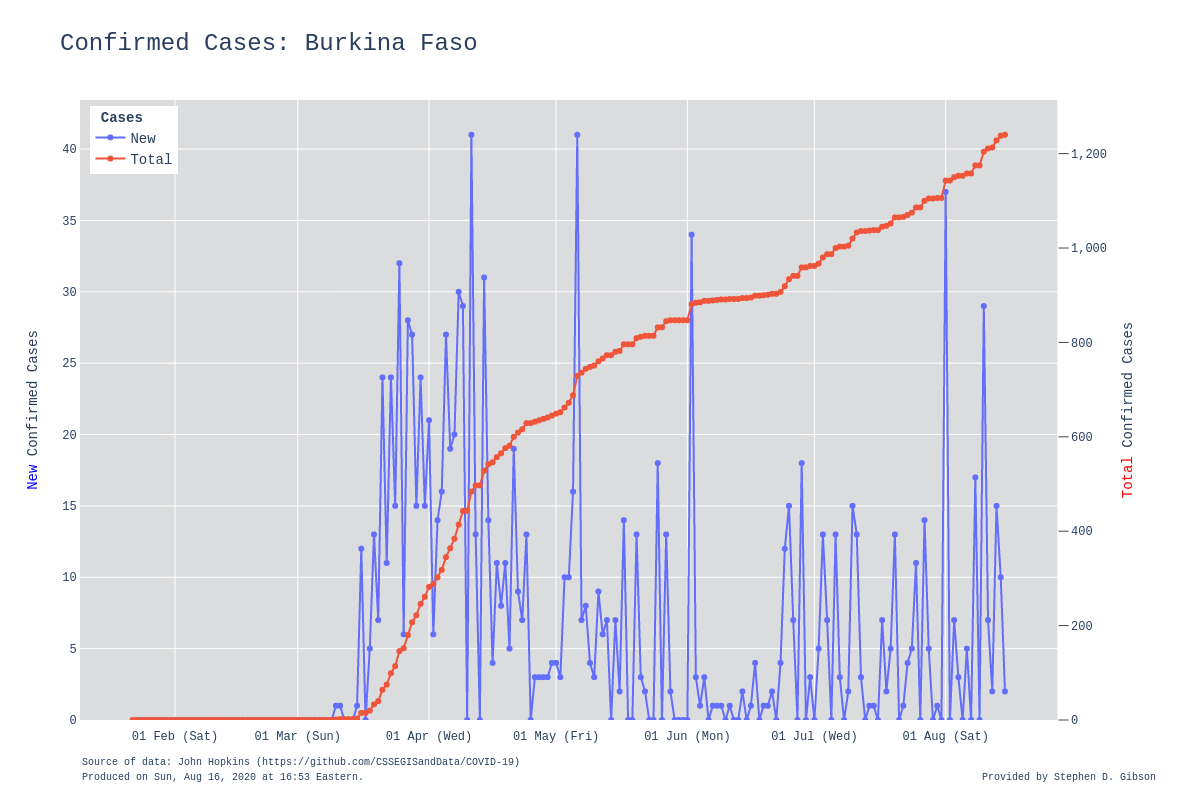 Confirmed Cases: Burkina Faso
Cases
New
Total
40
35
30
25
20
15
10
5
0
New Confirmed Cases
1,200
1,000
800
600
400
200
0
Total Confirmed Cases
01 Feb (Sat) 01 Mar (Sun) 01 Apr (Wed) 01 May (Fri) 01 Jun (Mon) 01 Jul (Wed) 01 Aug (Sat)
Source of data: John Hopkins (https://github.com/CSSEGISandData/COVID-19)
Produced on Sun, Aug 16, 2020 at 16:53 Eastern.
Provided by Stephen D. Gibson